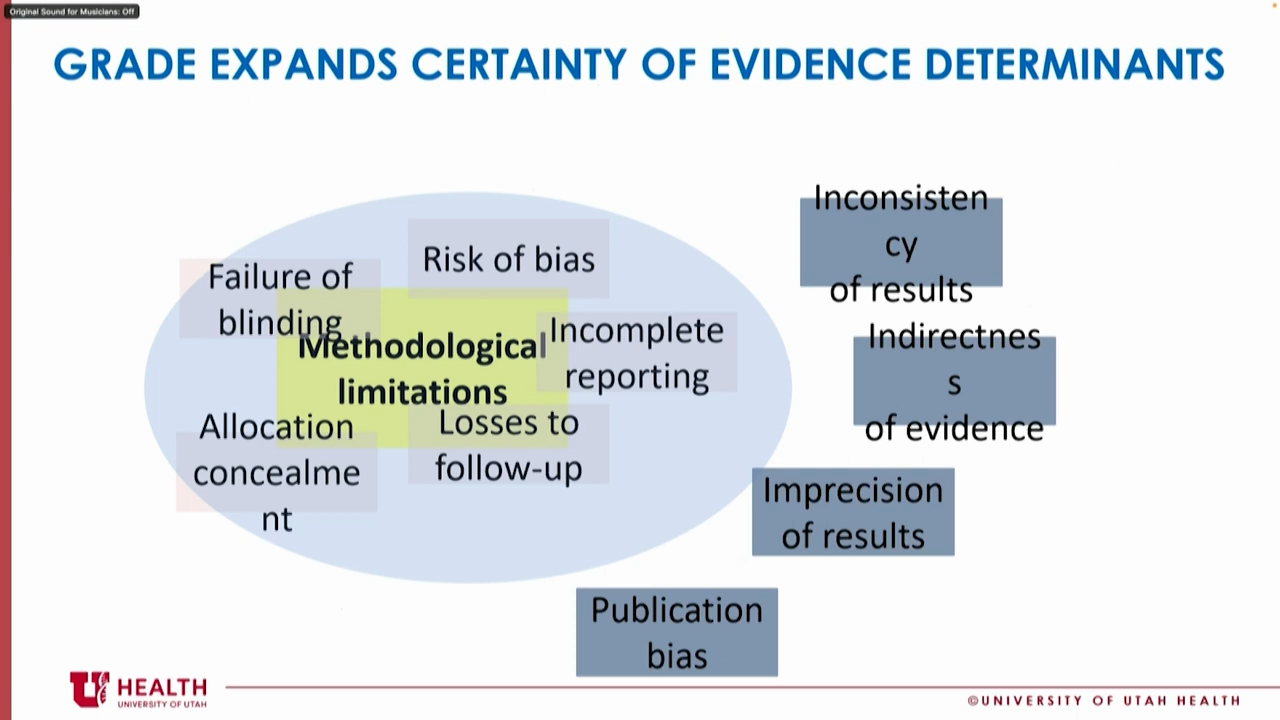 Original Sound for Musicians: Off
GRADE EXPANDS CERTAINTY OF EVIDENCE DETERMINANTS
Risk of bias
Failure of
blinding
Methodological
limitations
Incomplete
reporting
Allocation
concealme
nt
Losses to
follow-up
Inconsisten
cy
of results
Indirectnes
s
of evidence
Imprecision
of results
Publication
bias
U HEALTH
UNIVERSITY OF UTAH
©UNIVERSITY OF UTAH HEALTH